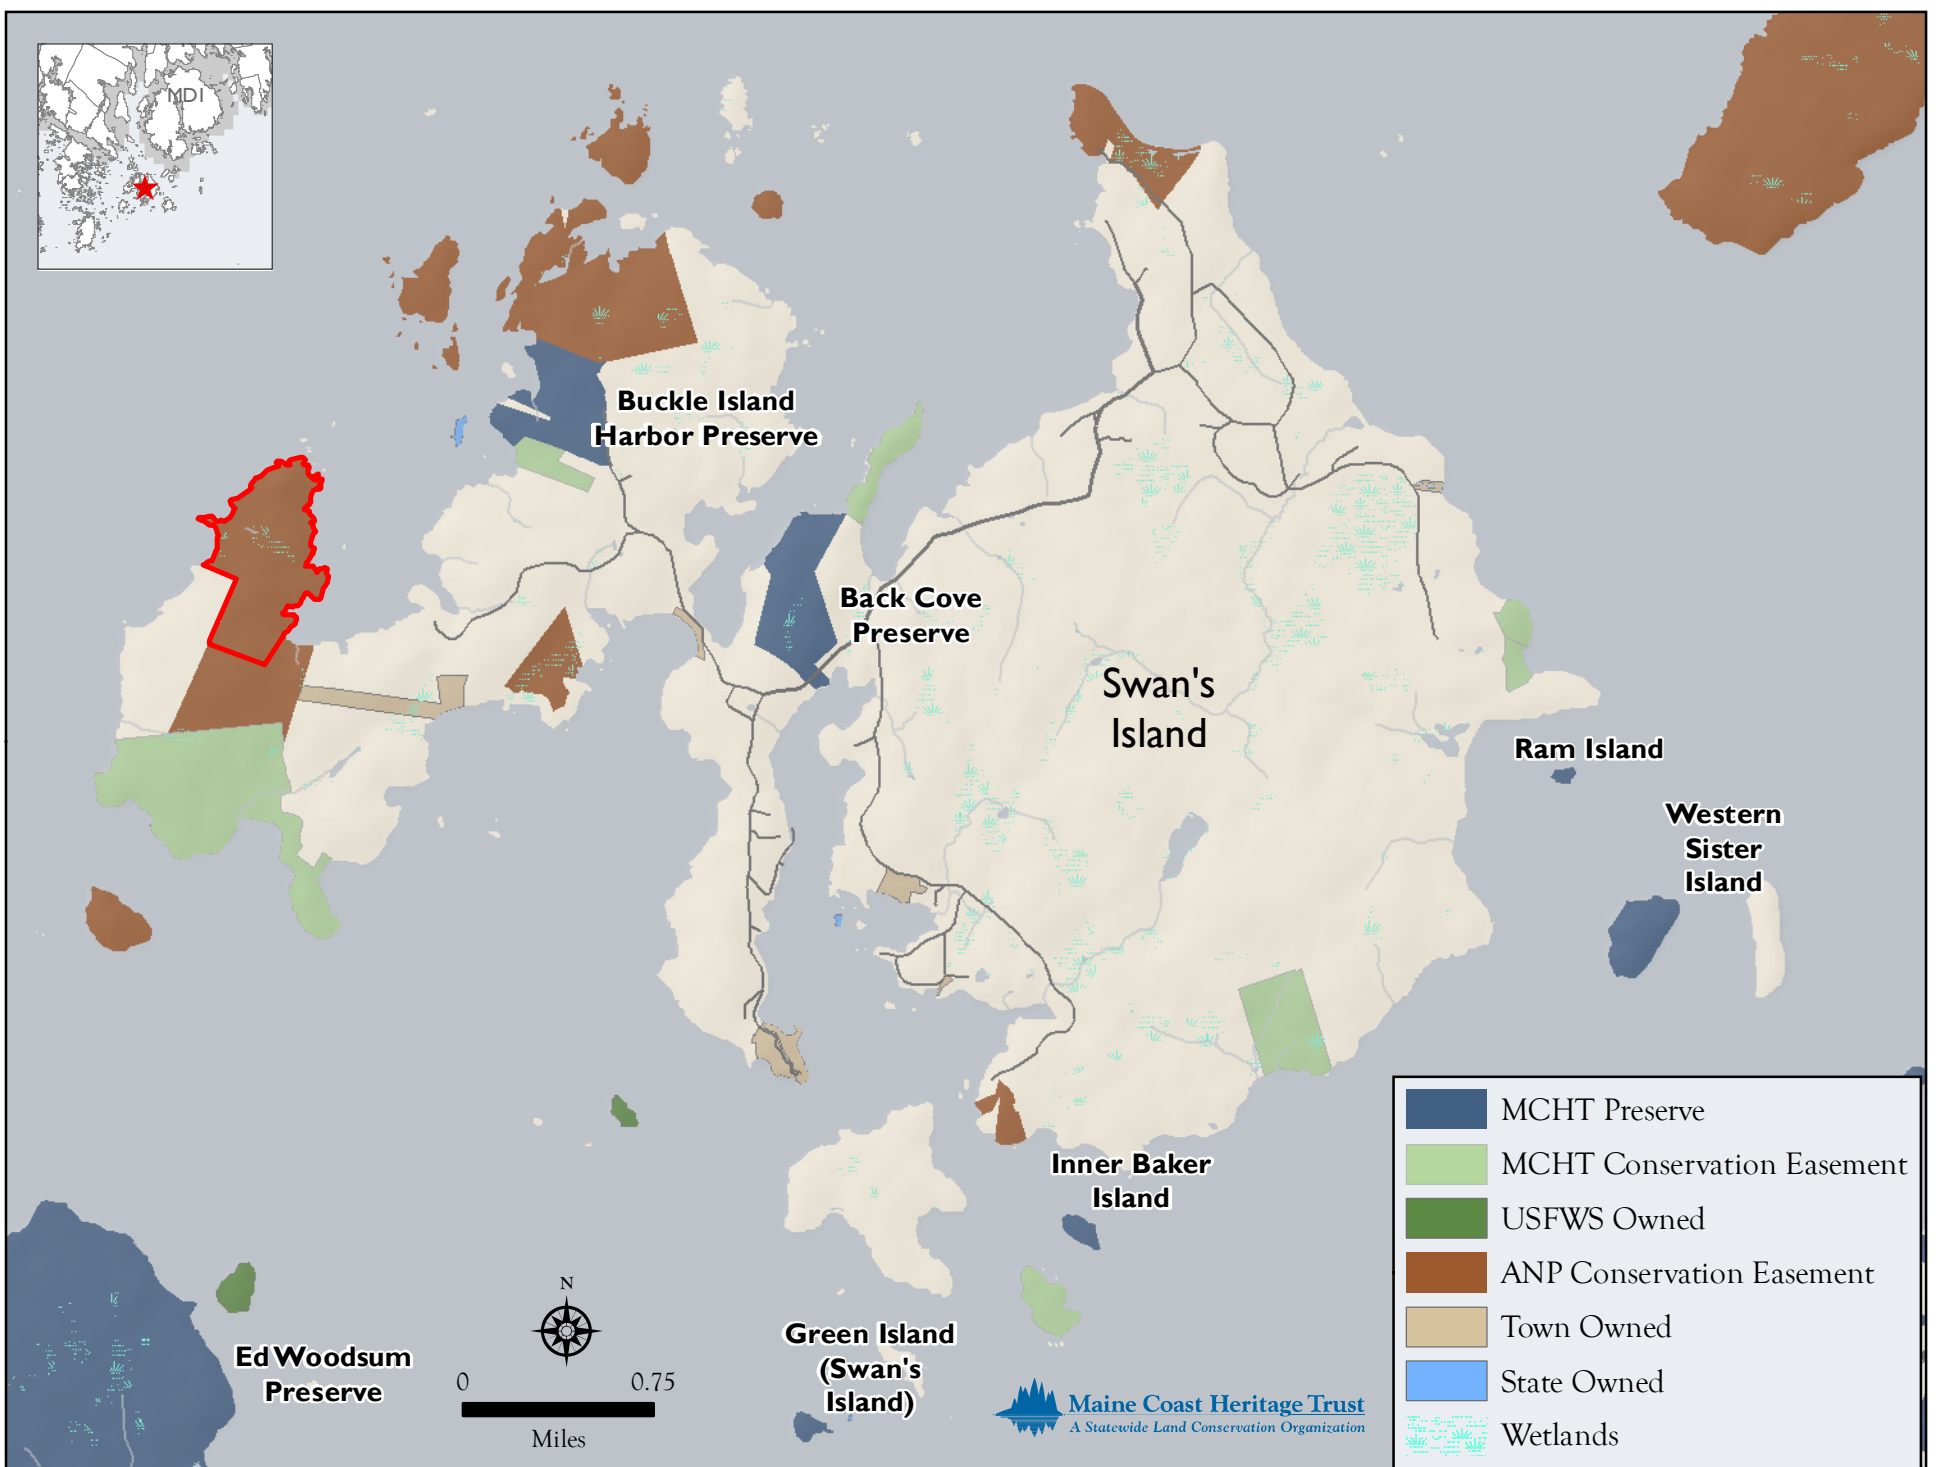 MDI
Buckle Island
Harbor Preserve
Back Cove
Preserve
Swan's
Island
Ram Island
Western
Sister
Island
Inner Baker
Island
Green Island
(Swan's
Island)
Ed Woodsum
Preserve
N
0 0.75
Miles
Maine Coast Heritage Trust
A Statewide Land Conservation Organization
MCHT Preserve
MCHT Conservation Easement
USFWS Owned
ANP Conservation Easement
Town Owned
State Owned
Wetlands